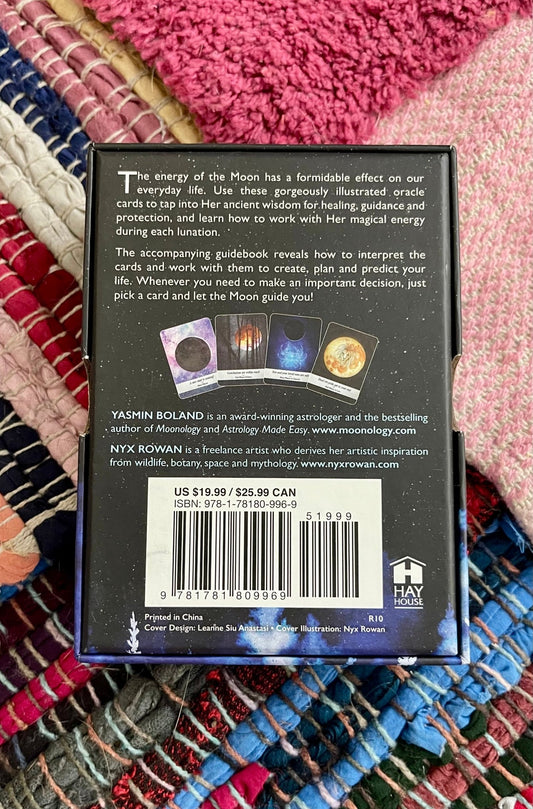 The energy of the Moon has a formidable effect on our
everyday life. Use these gorgeously illustrated oracle
cards to tap into Her ancient wisdom for healing, guidance and
protection, and learn how to work with Her magical energy
during each lunation.
The accompanying guidebook reveals how to interpret the
cards and work with them to create, plan and predict your
life. Whenever you need to make an important decision, just
pick a card and let the Moon guide you!
YASMIN BOLAND is an award-winning astrologer and the bestselling
author of Moonology and Astrology Made Easy. www.moonology.com
NYX ROWAN is a freelance artist who derives her artistic inspiration
from wildlife, botany, space and mythology. www.nyxrowan.com
US $19.99 / $25.99 CAN
ISBN: 978-1-78180-996-9
51999
9 781781 809969
HAY
HOUSE
Printed in China
R10
Cover Design: Leanne Siu Anastasi • Cover Illustration: Nyx Rowan